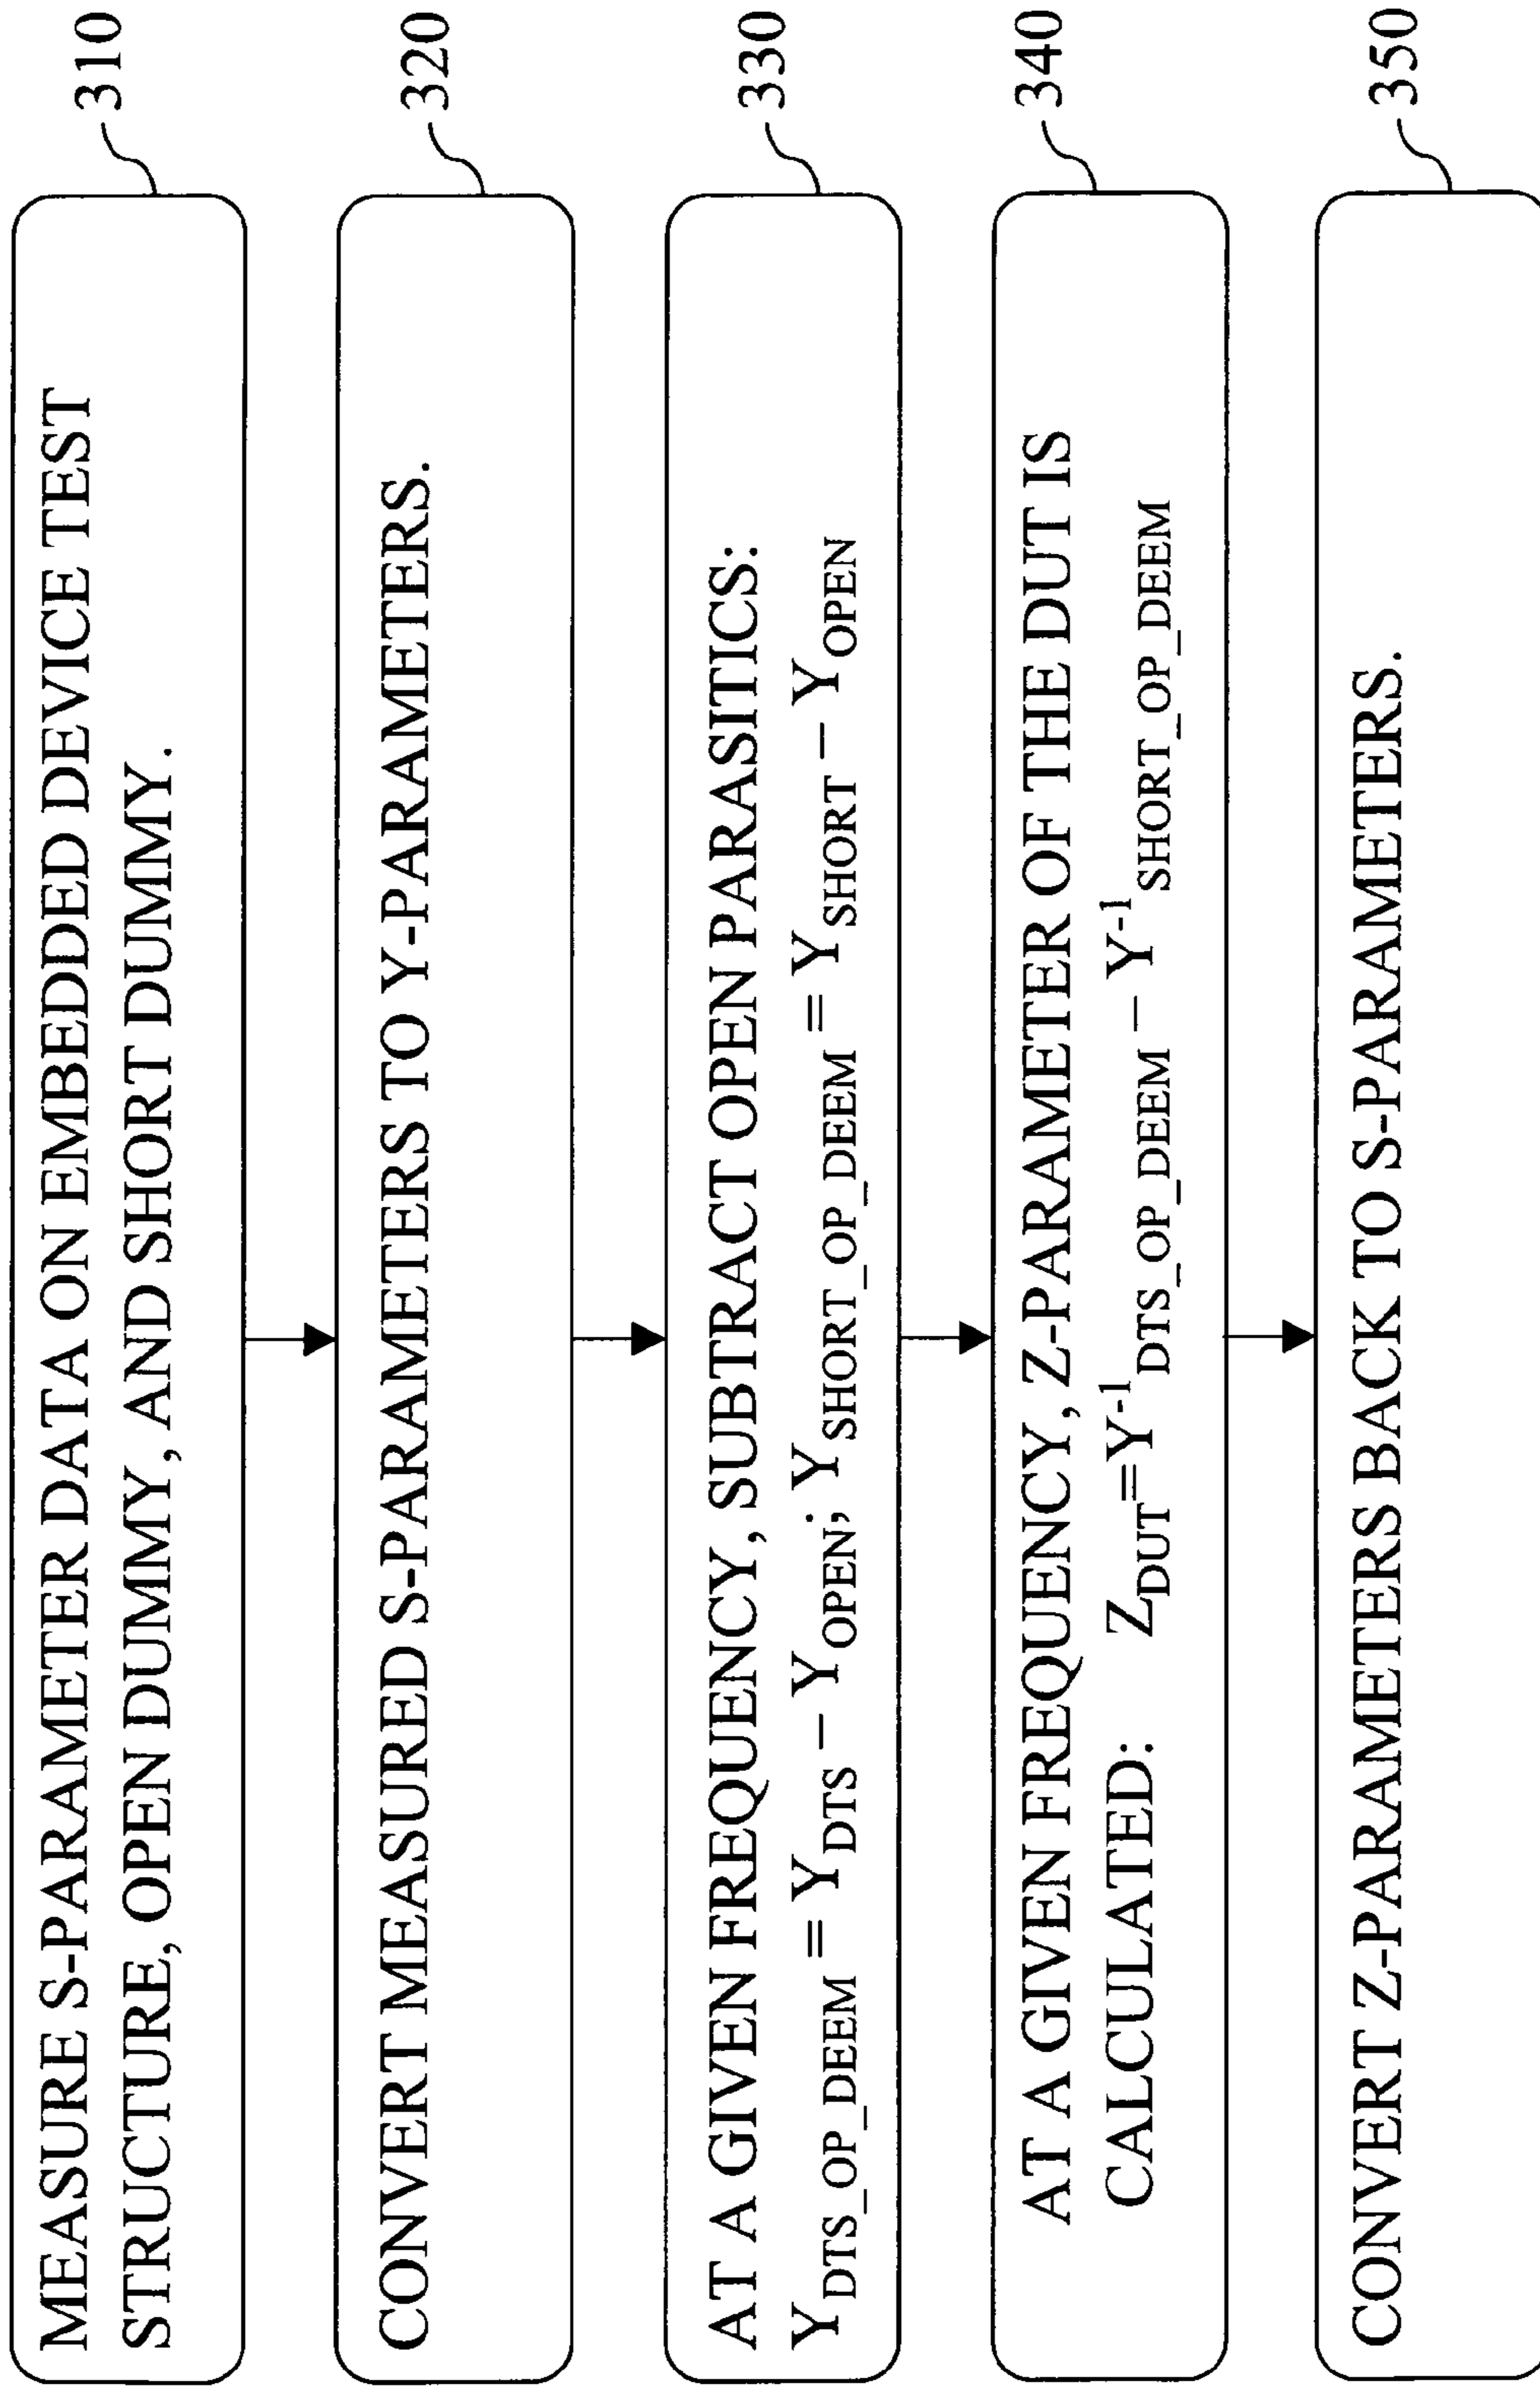 MEASURE S-PARAMETER DATA ON EMBEDDED DEVICE TEST
STRUCTURE, OPEN DUMMY, AND SHORT DUMMY.
310
CONVERT MEASURED S-PARAMETERS TO Y-PARAMETERS.
320
AT A GIVEN FREQUENCY, SUBTRACT OPEN PARASITICS:
Y_DTS_OP_DEEM = Y_DTS – Y_OPEN; Y_SHORT_OP_DEEM = Y_SHORT – Y_OPEN
330
AT A GIVEN FREQUENCY, Z-PARAMETER OF THE DUT IS
CALCULATED: Z_DUT=Y^-1_DTS_OP_DEEM – Y^-1_SHORT_OP_DEEM
340
CONVERT Z-PARAMETERS BACK TO S-PARAMETERS.
350